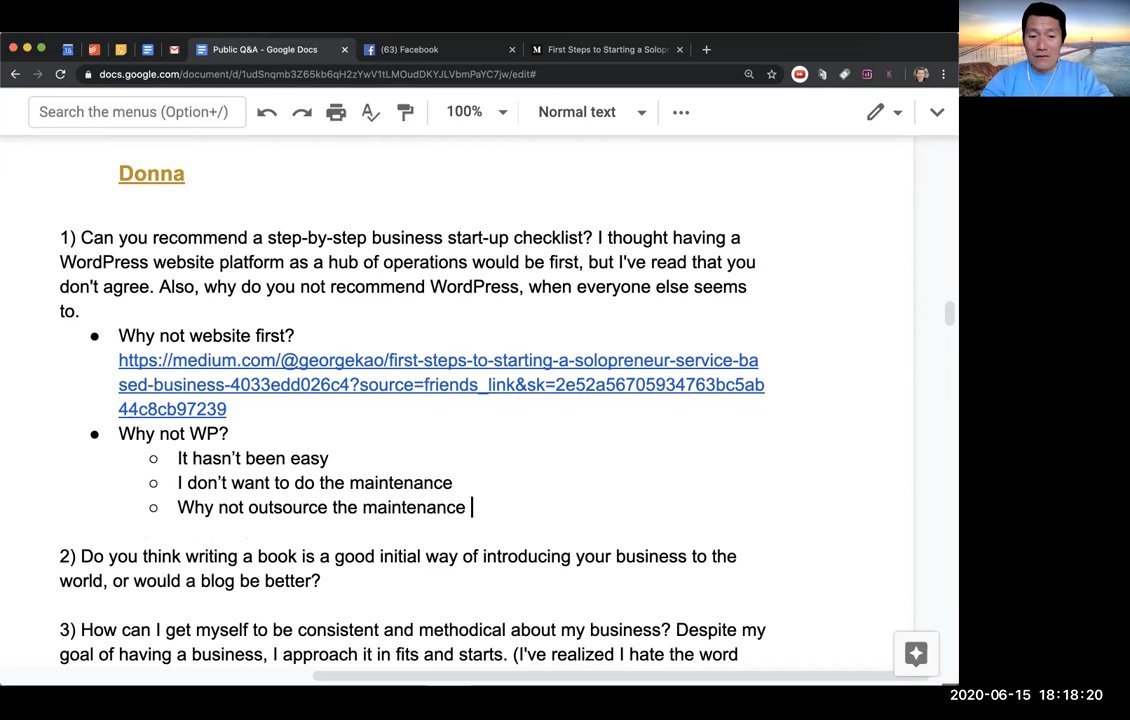 Public Q&A - Google Docs
(63) Facebook
First Steps to Starting a Solop
docs.google.com/document/d/1udSnqmb3Z65kb6qH2zYwV1tLMOudDKYJLVbmPaYC7jw/edit#
Search the menus (Option+/)
100%
Normal text
Donna
1) Can you recommend a step-by-step business start-up checklist? I thought having a
WordPress website platform as a hub of operations would be first, but I've read that you
don't agree. Also, why do you not recommend WordPress, when everyone else seems
to.
● Why not website first?
https://medium.com/@georgekao/first-steps-to-starting-a-solopreneur-service-ba
sed-business-4033edd026c4?source=friends_link&sk=2e52a56705934763bc5ab
44c8cb97239
● Why not WP?
○ It hasn't been easy
○ I don't want to do the maintenance
○ Why not outsource the maintenance
2) Do you think writing a book is a good initial way of introducing your business to the
world, or would a blog be better?
3) How can I get myself to be consistent and methodical about my business? Despite my
goal of having a business, I approach it in fits and starts. (I've realized I hate the word
2020-06-15 18:18:20